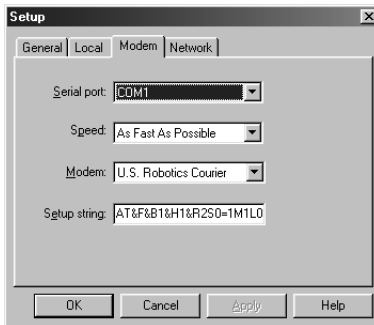 Setup
General Local Modem Network
Serial port: COM1
Speed: As Fast As Possible
Modem: U.S. Robotics Courier
Setup string: AT&F&B1&H1&R2S0=1M1L0
OK Cancel Apply Help